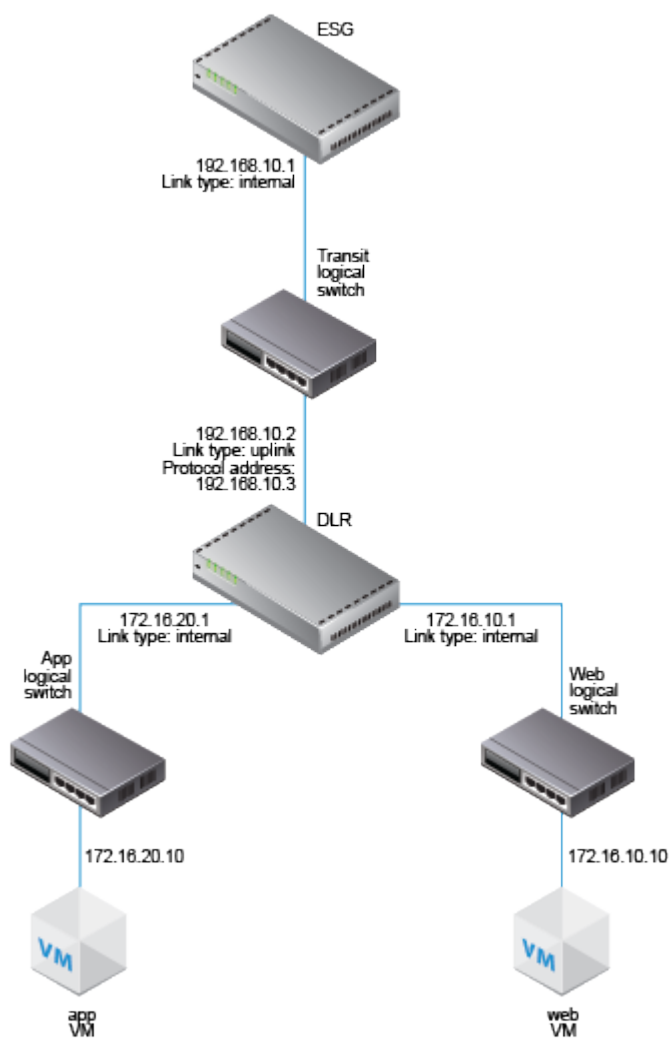 ESG
192.168.10.1
Link type: internal
Transit
logical
switch
192.168.10.2
Link type: uplink
Protocol address:
192.168.10.3
DLR
172.16.20.1
Link type: internal
172.16.10.1
Link type: internal
App
logical
switch
Web
logical
switch
172.16.20.10
172.16.10.10
VM
VM
app
VM
web
VM